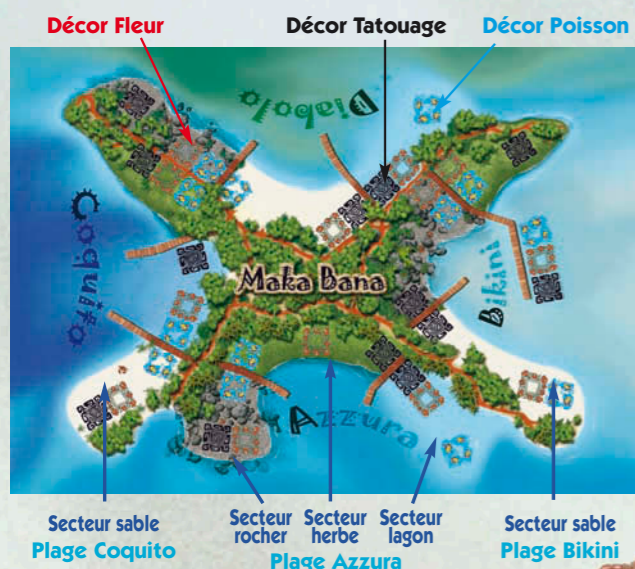 Décor Fleur
Décor Tatouage
Décor Poisson
Diabolo
Coquito
Maka Bana
Bikini
Azzura
Secteur sable
Plage Coquito
Secteur rocher
Secteur herbe
Secteur lagon
Plage Azzura
Secteur sable
Plage Bikini